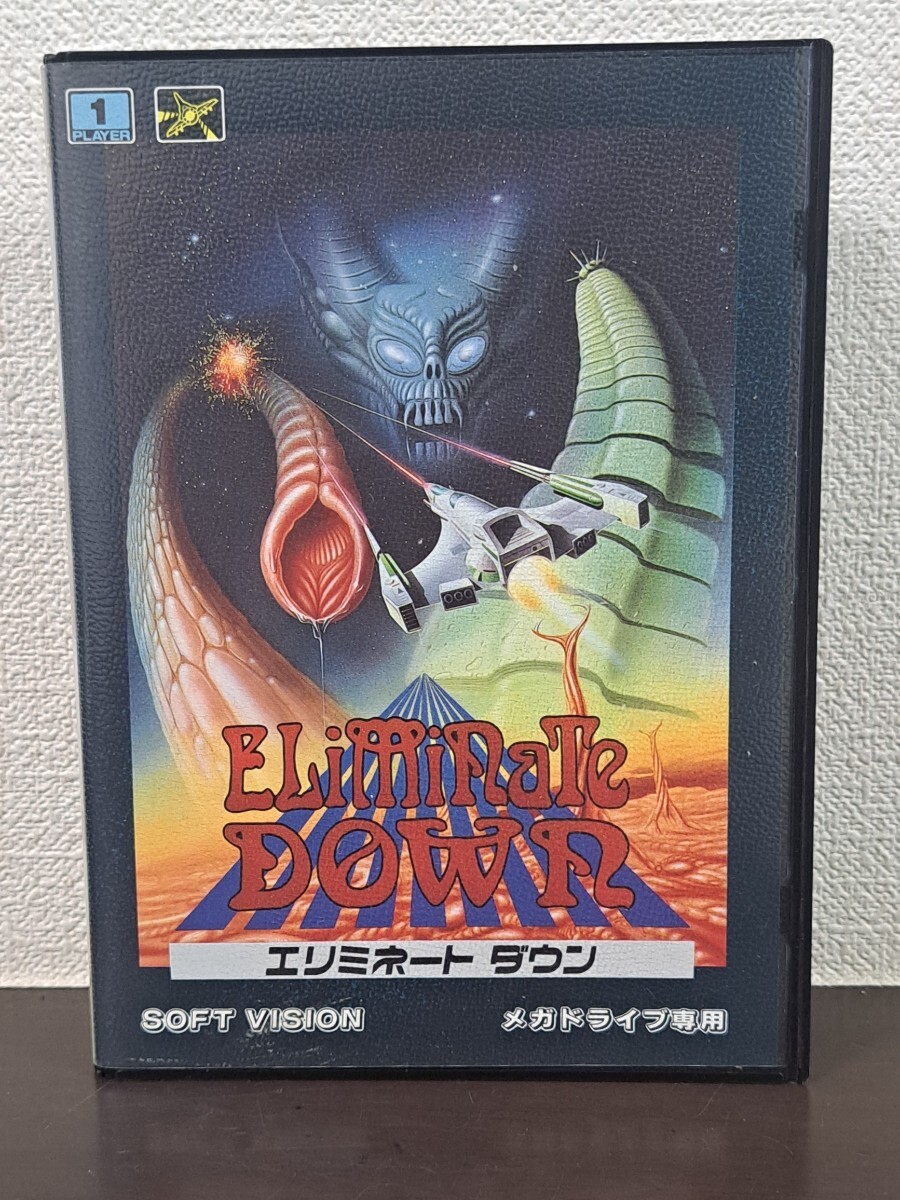 1
PLAYER
ELiMiNaTe
DOWN
エリミネート ダウン
SOFT VISION
メガドライブ専用